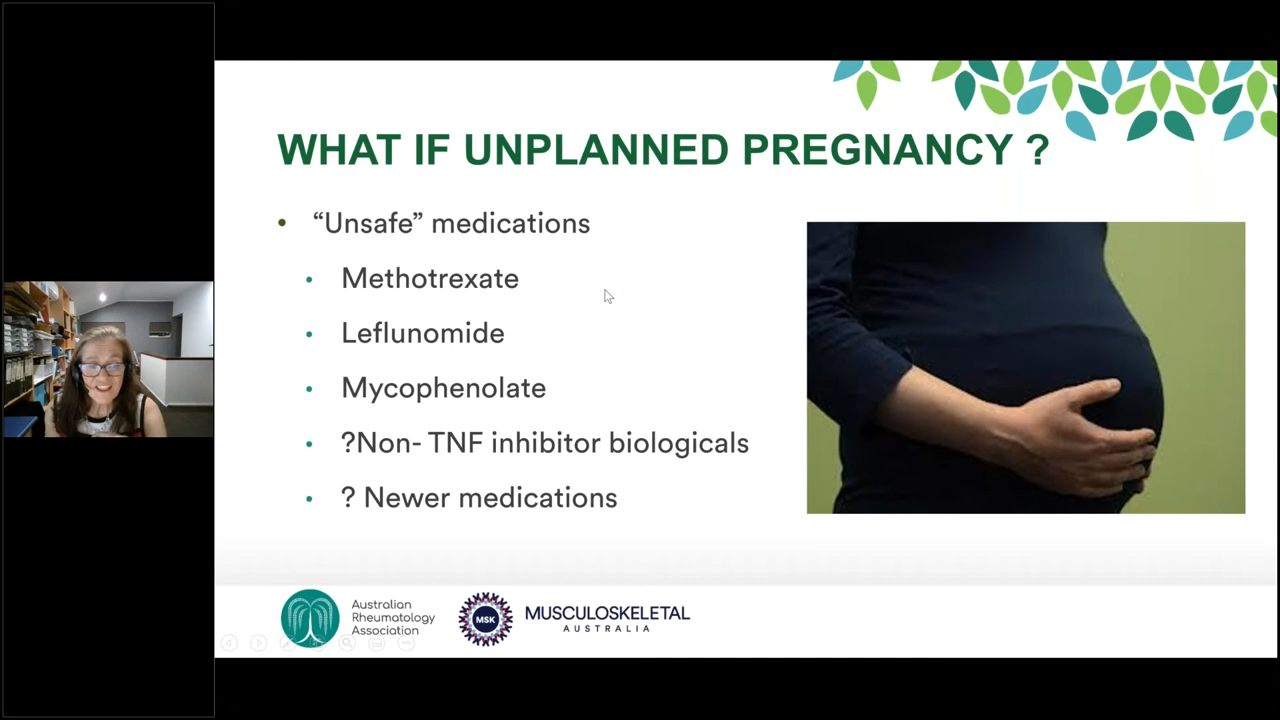 WHAT IF UNPLANNED PREGNANCY ?
“Unsafe” medications
Methotrexate
Leflunomide
Mycophenolate
?Non- TNF inhibitor biologicals
? Newer medications
Australian
Rheumatology
Association
MSK
MUSCULOSKELETAL
AUSTRALIA